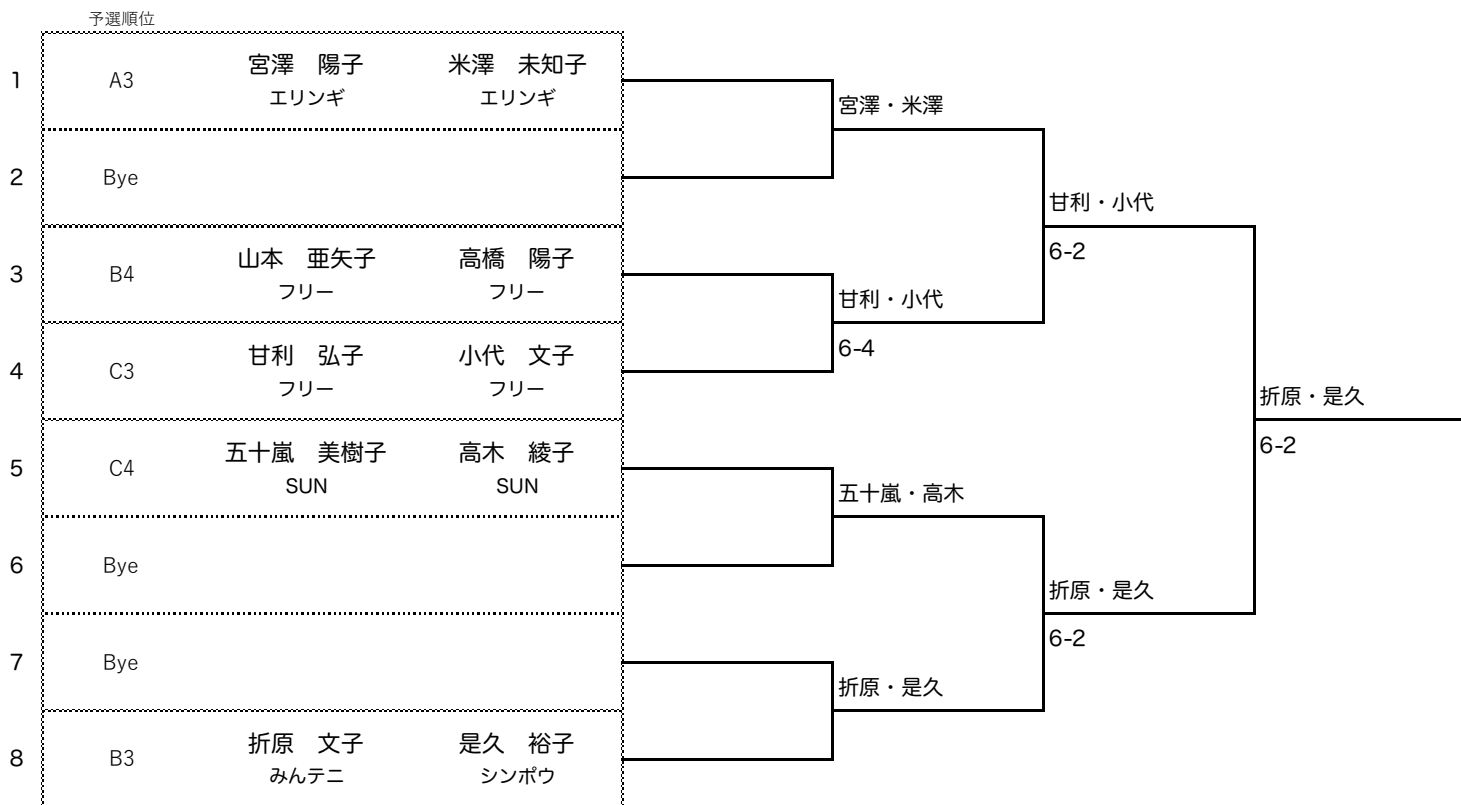 予選順位
1 A3 宮澤　陽子 米澤　未知子
エリンギ エリンギ
宮澤・米澤
2 Bye
甘利・小代
6-2
3 B4 山本　亜矢子 高橋　陽子
フリー フリー
甘利・小代
6-4
4 C3 甘利　弘子 小代　文子
フリー フリー
折原・是久
6-2
5 C4 五十嵐　美樹子 高木　綾子
SUN SUN
五十嵐・高木
6 Bye
折原・是久
6-2
7 Bye
折原・是久
8 B3 折原　文子 是久　裕子
みんテニ シンポウ